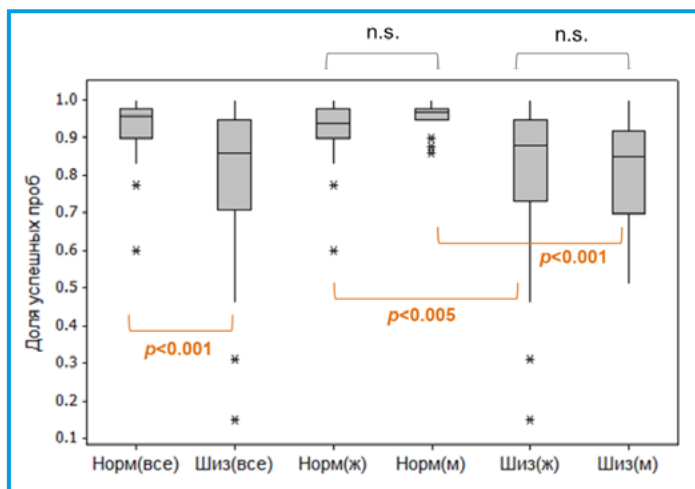 n.s. n.s.
1.0
0.9
0.8
0.7
0.6
0.5
0.4
0.3
0.2
0.1
Доля успешных проб
p<0.001
p<0.005
p<0.001
Норм(все) Шиз(все) Норм(ж) Норм(м) Шиз(ж) Шиз(м)